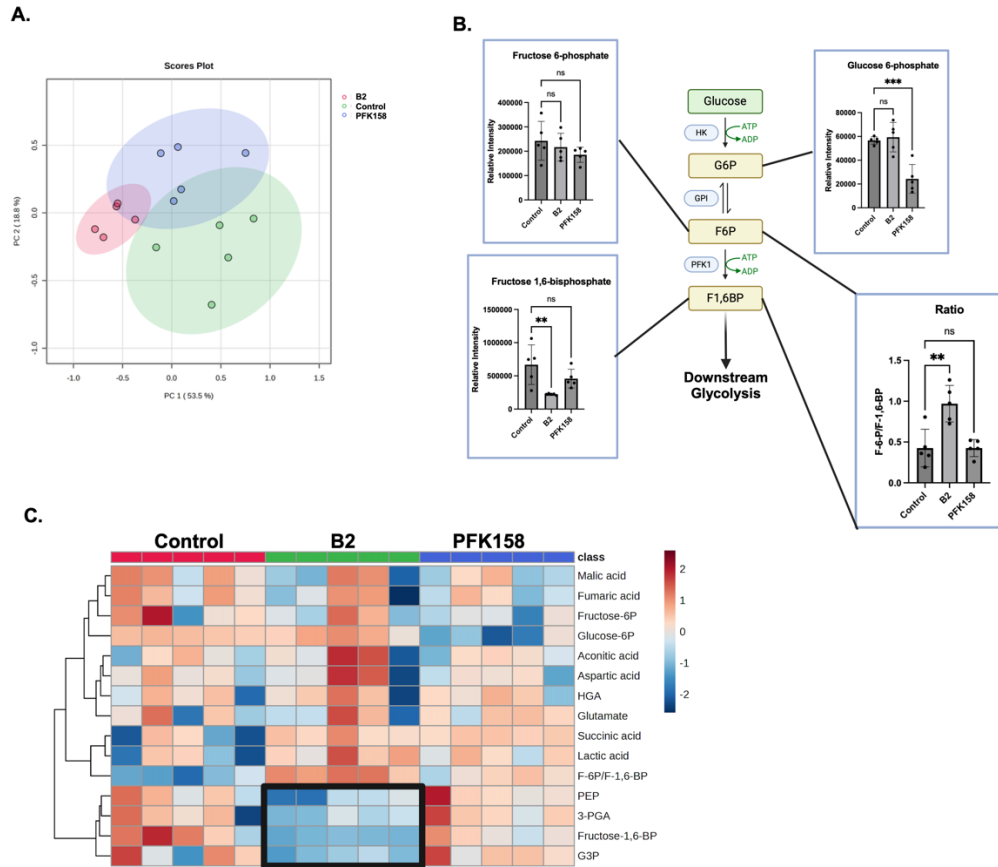 A.
Scores Plot
B2
Control
PFK158
0.5
0.0
-0.5
-1.0
PC 2 ( 18.8 %)
-1.0
-0.5
0.0
0.5
1.0
1.5
PC 1 ( 53.5 %)
B.
Fructose 6-phosphate
ns
ns
400000
300000
200000
100000
0
Relative Intensity
Control
B2
PFK158
Fructose 1,6-bisphosphate
ns
**
1500000
1000000
500000
0
Relative Intensity
Control
B2
PFK158
Glucose
HK
ATP
ADP
G6P
GPI
F6P
PFK1
ATP
ADP
F1,6BP
Downstream
Glycolysis
Glucose 6-phosphate
***
ns
80000
60000
40000
20000
0
Relative Intensity
Control
B2
PFK158
Ratio
ns
**
1.5
1.0
0.5
0.0
F-6-P/F-1,6-BP
Control
B2
PFK158
C.
Control B2 PFK158
class
Malic acid
Fumaric acid
Fructose-6P
Glucose-6P
Aconitic acid
Aspartic acid
HGA
Glutamate
Succinic acid
Lactic acid
F-6P/F-1,6-BP
PEP
3-PGA
Fructose-1,6-BP
G3P
2
1
0
-1
-2